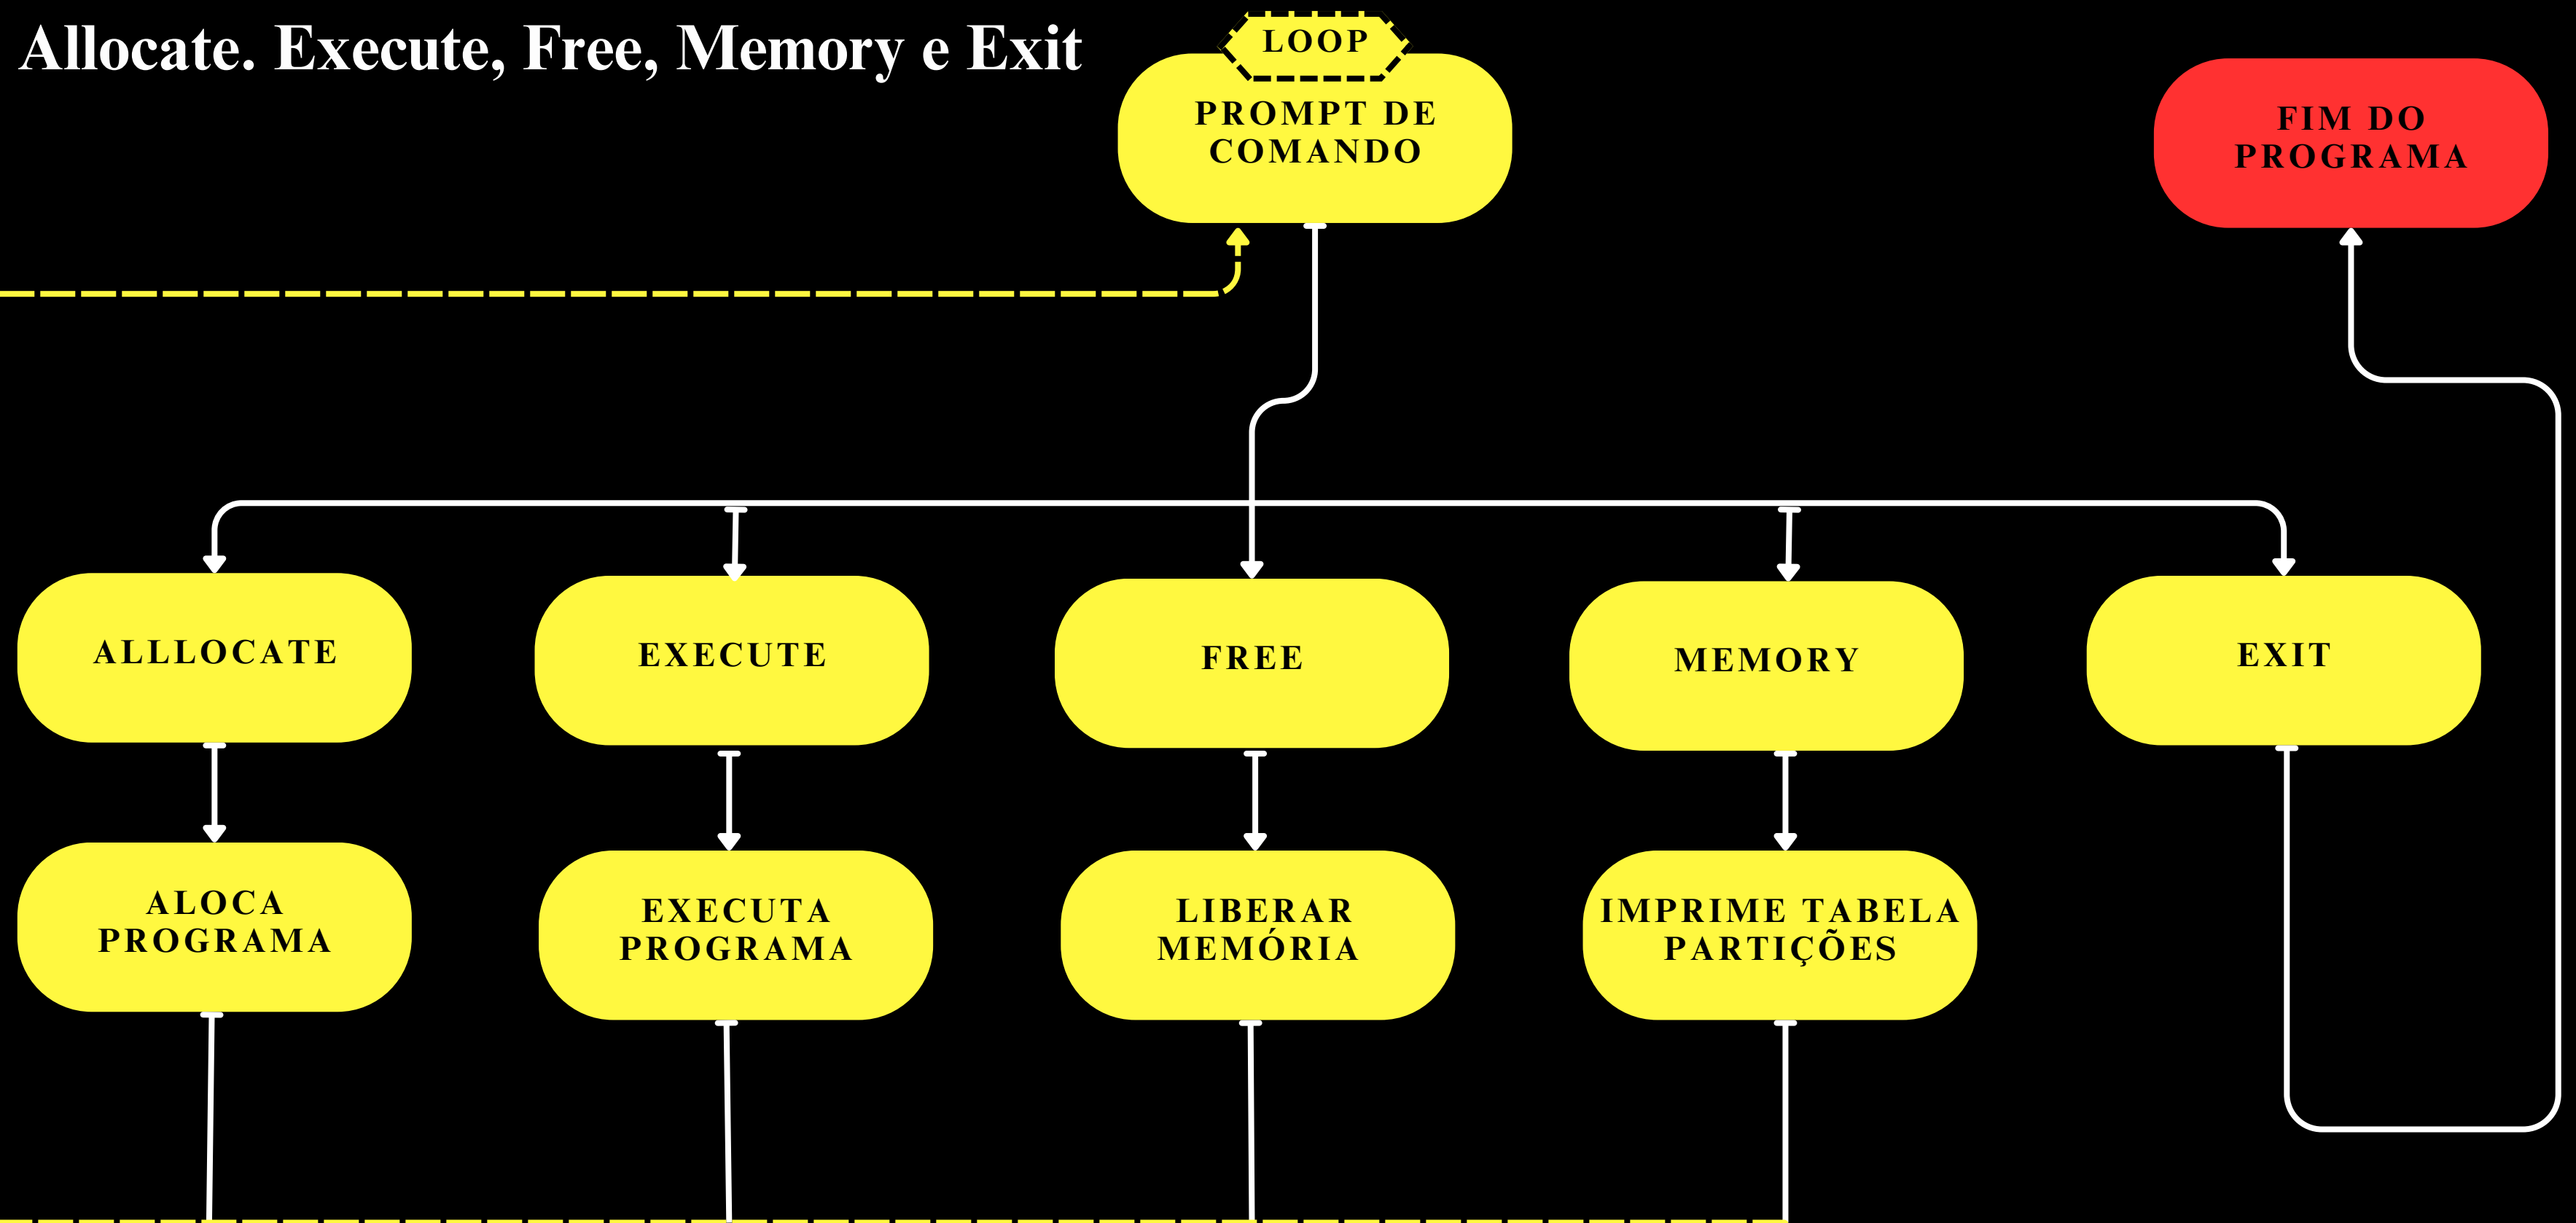 Allocate. Execute, Free, Memory e Exit
LOOP
PROMPT DE
COMANDO
FIM DO
PROGRAMA
ALLLOCATE
EXECUTE
FREE
MEMORY
EXIT
ALOCA
PROGRAMA
EXECUTA
PROGRAMA
LIBERAR
MEMÓRIA
IMPRIME TABELA
PARTIÇÕES